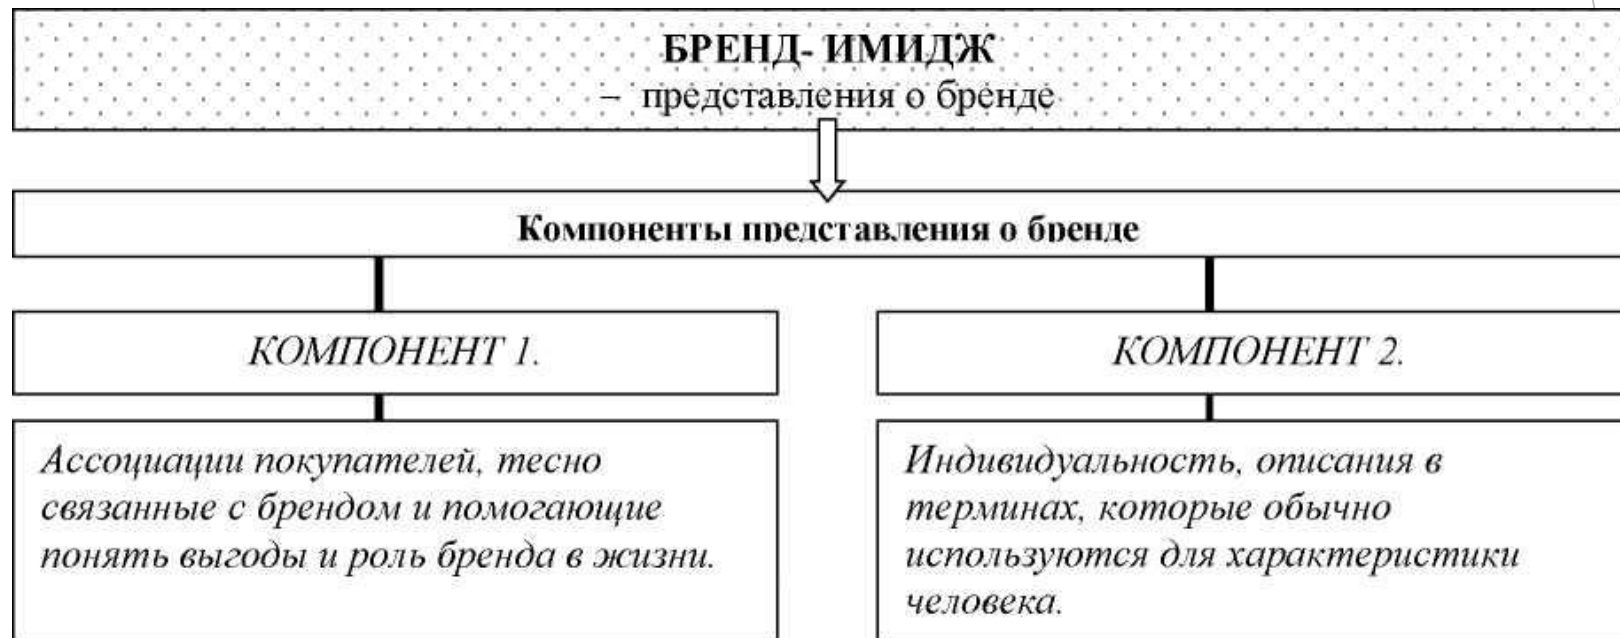 БРЕНД- ИМИДЖ
– представления о бренде
Компоненты представления о бренде
КОМПОНЕНТ 1.
КОМПОНЕНТ 2.
Ассоциации покупателей, тесно
связанные с брендом и помогающие
понять выгоды и роль бренда в жизни.
Индивидуальность, описания в
терминах, которые обычно
используются для характеристики
человека.